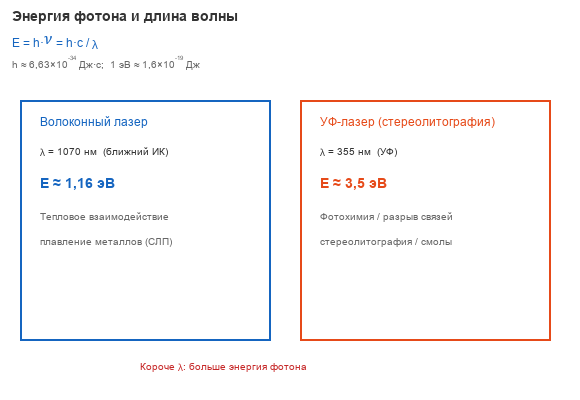 Энергия фотона и длина волны
E = h·ν = h·c / λ
h ≈ 6,63×10⁻³⁴ Дж·с;  1 эВ ≈ 1,6×10⁻¹⁹ Дж
Волоконный лазер
λ = 1070 нм  (ближний ИК)
E ≈ 1,16 эВ
Тепловое взаимодействие
плавление металлов (СЛП)
УФ-лазер (стереолитография)
λ = 355 нм  (УФ)
E ≈ 3,5 эВ
Фотохимия / разрыв связей
стереолитография / смолы
Короче λ: больше энергия фотона